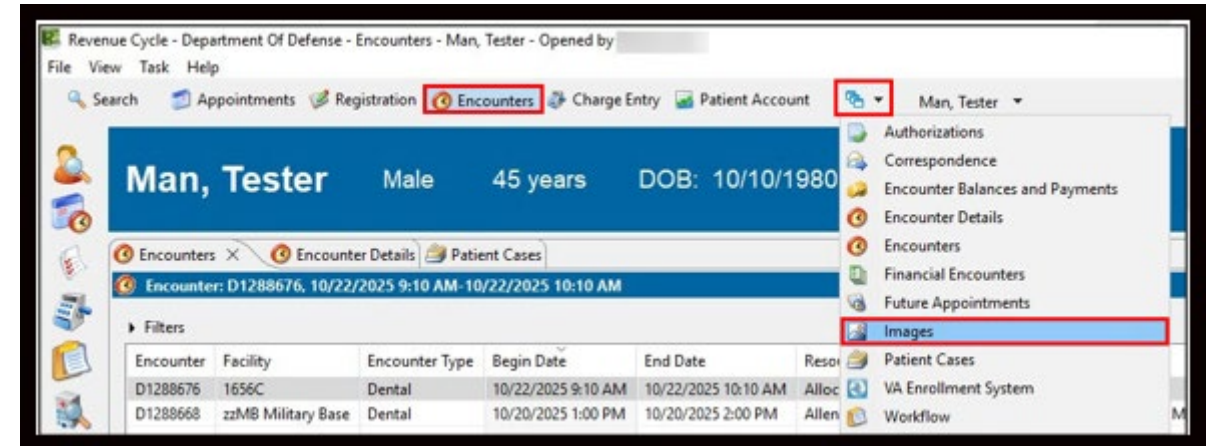 Revenue Cycle - Department Of Defense - Encounters - Man, Tester - Opened by
File View Task Help
Search Appointments Registration Encounters Charge Entry Patient Account Man, Tester
Authorizations
Correspondence
Encounter Balances and Payments
Encounter Details
Encounters
Financial Encounters
Future Appointments
Images
Patient Cases
VA Enrollment System
Workflow
Man, Tester Male 45 years DOB: 10/10/1980
Encounters Encounter Details Patient Cases
Encounter: D1288676, 10/22/2025 9:10 AM-10/22/2025 10:10 AM
Filters
Encounter Facility Encounter Type Begin Date End Date Resou
D1288676 1656C Dental 10/22/2025 9:10 AM 10/22/2025 10:10 AM Alloc
D1288668 zzMB Military Base Dental 10/20/2025 1:00 PM 10/20/2025 2:00 PM Allen M